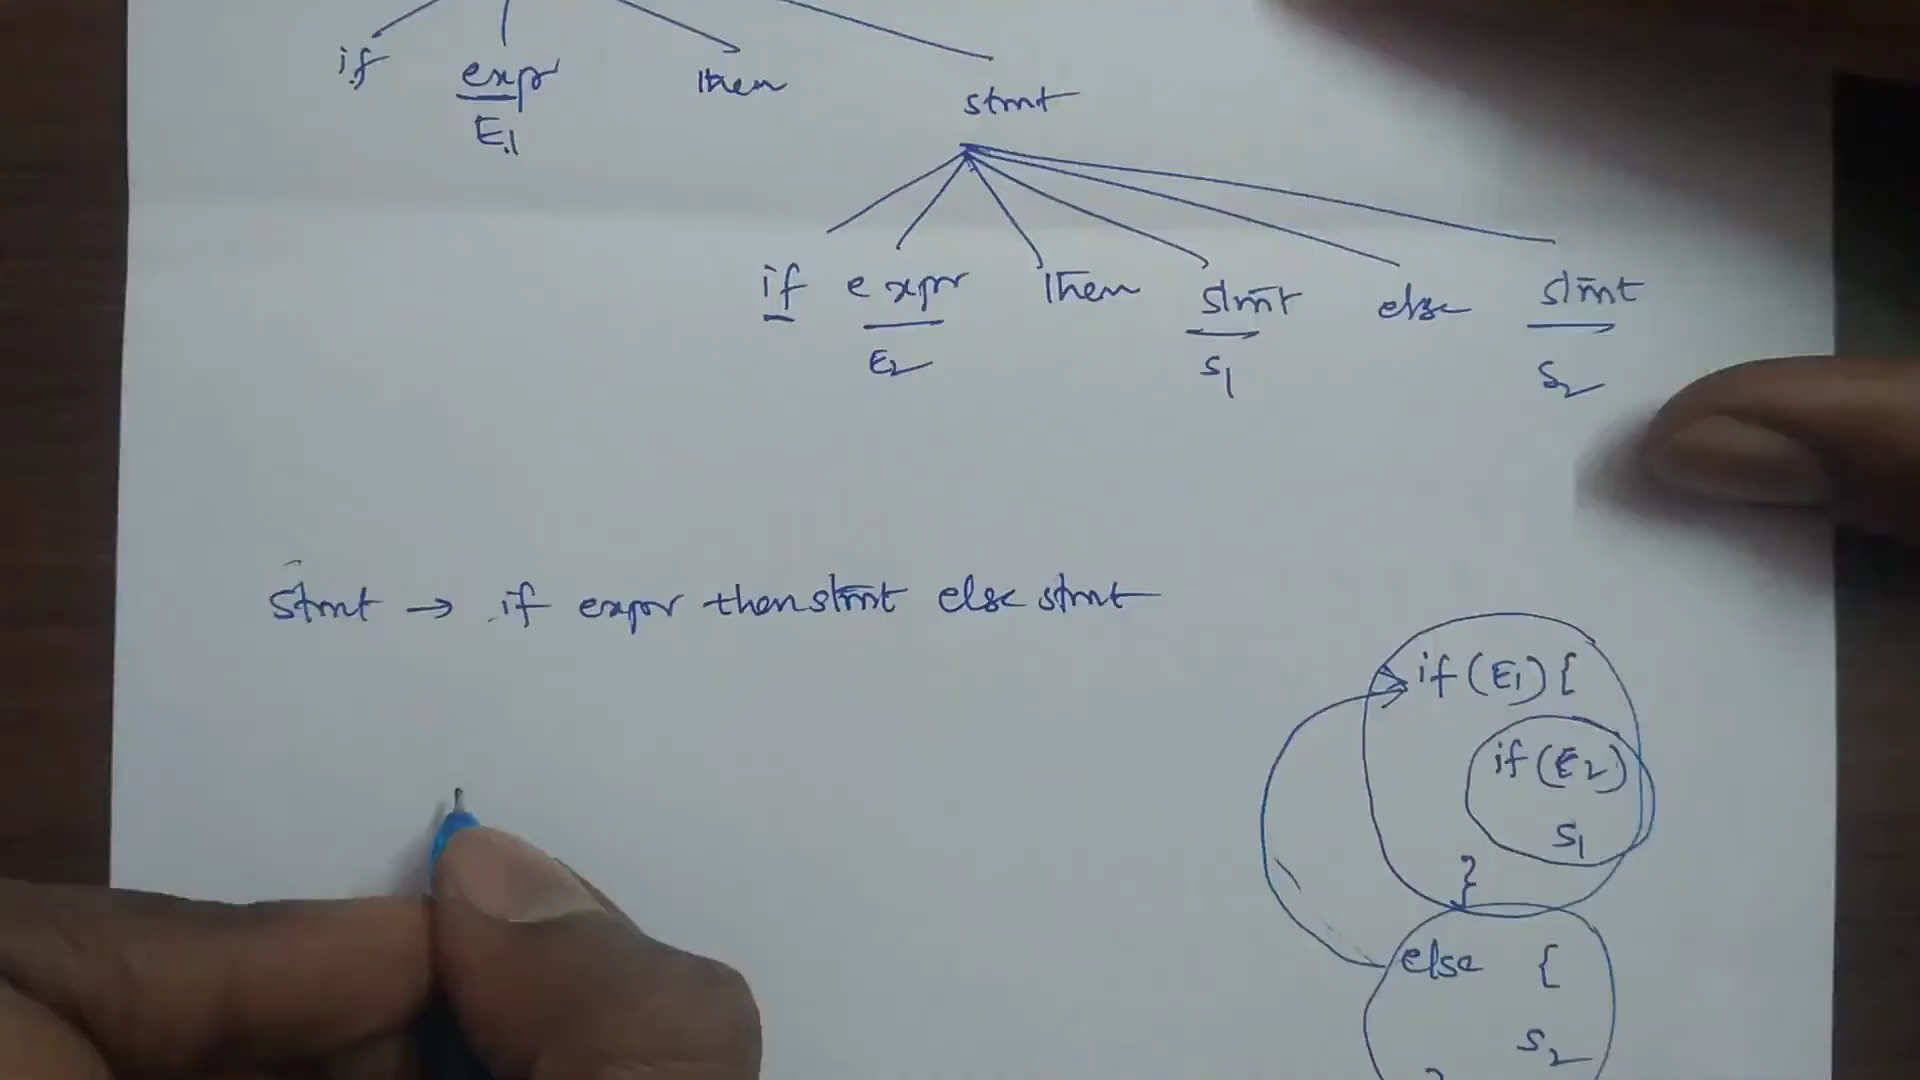 if expr then stmt
E1
if expr then stmt else stmt
E2 S1 S2
stmt → if expr then stmt else stmt
if (E1) {
if (E2)
S1
}
else {
S2
}